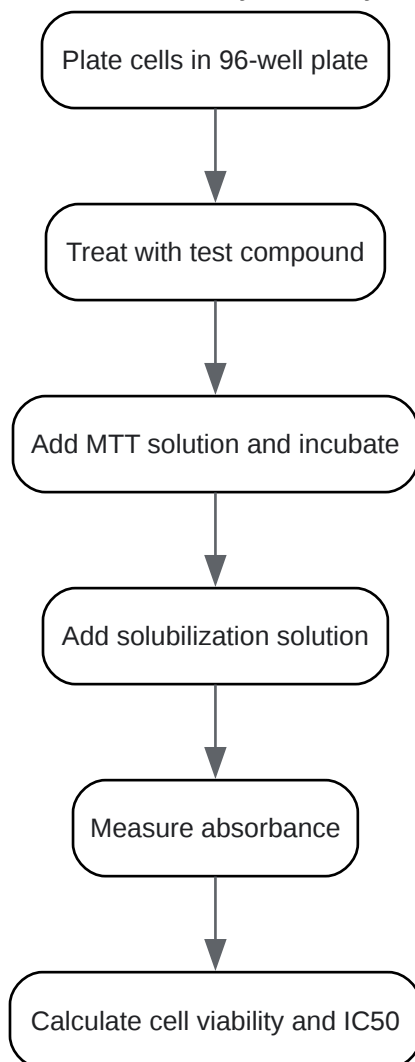 Plate cells in 96-well plate
Treat with test compound
Add MTT solution and incubate
Add solubilization solution
Measure absorbance
Calculate cell viability and IC50